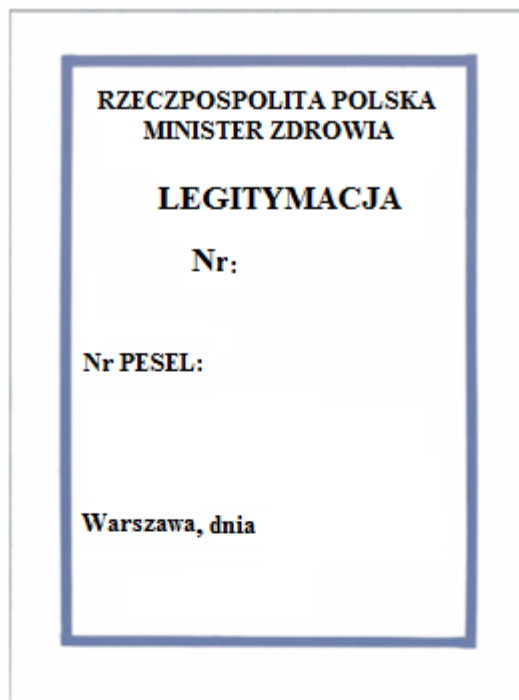 RZECZPOSPOLITA POLSKA
MINISTER ZDROWIA
LEGITYMACJA
Nr:
Nr PESEL:
Warszawa, dnia